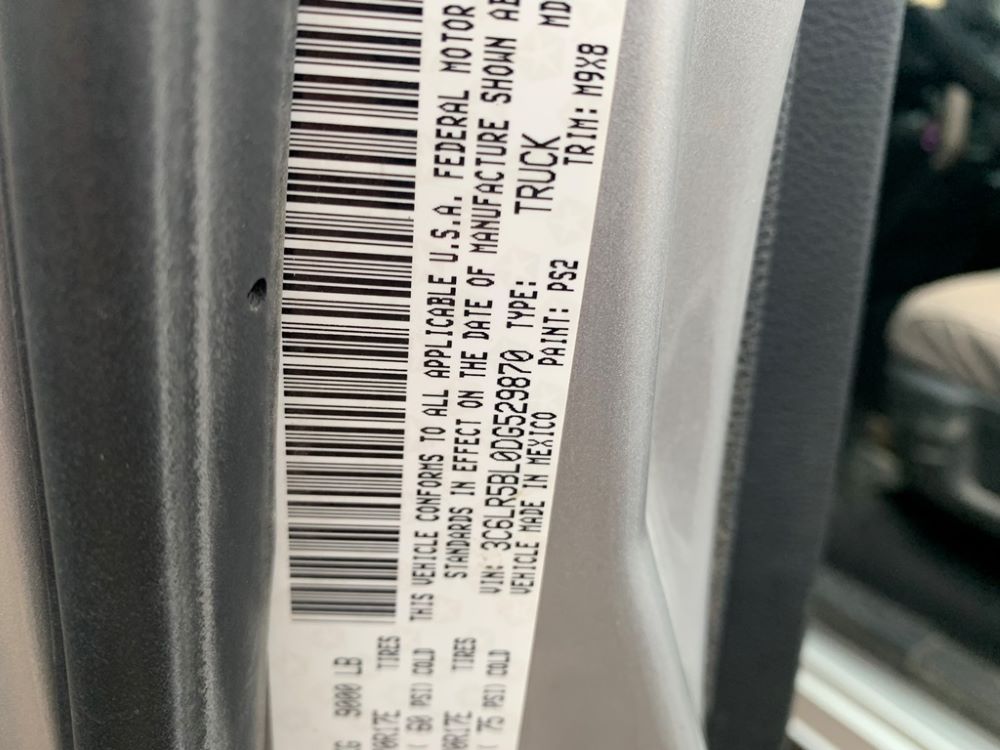 9000 LB
TIRES
60 PSI) COLD
TIRES
75 PSI) COLD
THIS VEHICLE CONFORMS TO ALL APPLICABLE U.S.A. FEDERAL MOTOR
STANDARDS IN EFFECT ON THE DATE OF MANUFACTURE SHOWN AB
VIN: 3C6LR5BL0DG529870 TYPE: TRUCK MD
VEHICLE MADE IN MEXICO PAINT: PS2 TRIM: M9X8